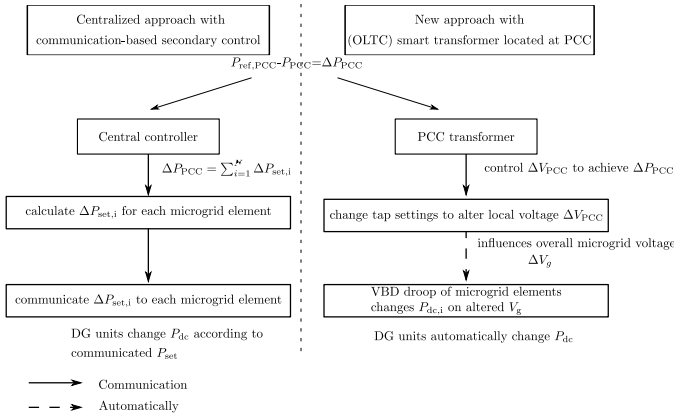 Centralized approach with
communication-based secondary control
New approach with
(OLTC) smart transformer located at PCC
P_ref,PCC-P_PCC=ΔP_PCC
Central controller
PCC transformer
ΔP_PCC = ∑_{i=1}^{N} ΔP_set,i
control ΔV_PCC to achieve ΔP_PCC
calculate ΔP_set,i for each microgrid element
change tap settings to alter local voltage ΔV_PCC
influences overall microgrid voltage
ΔV_g
communicate ΔP_set,i to each microgrid element
VBD droop of microgrid elements
changes P_dc,i on altered V_g
DG units change P_dc according to
communicated P_set
DG units automatically change P_dc
Communication
Automatically